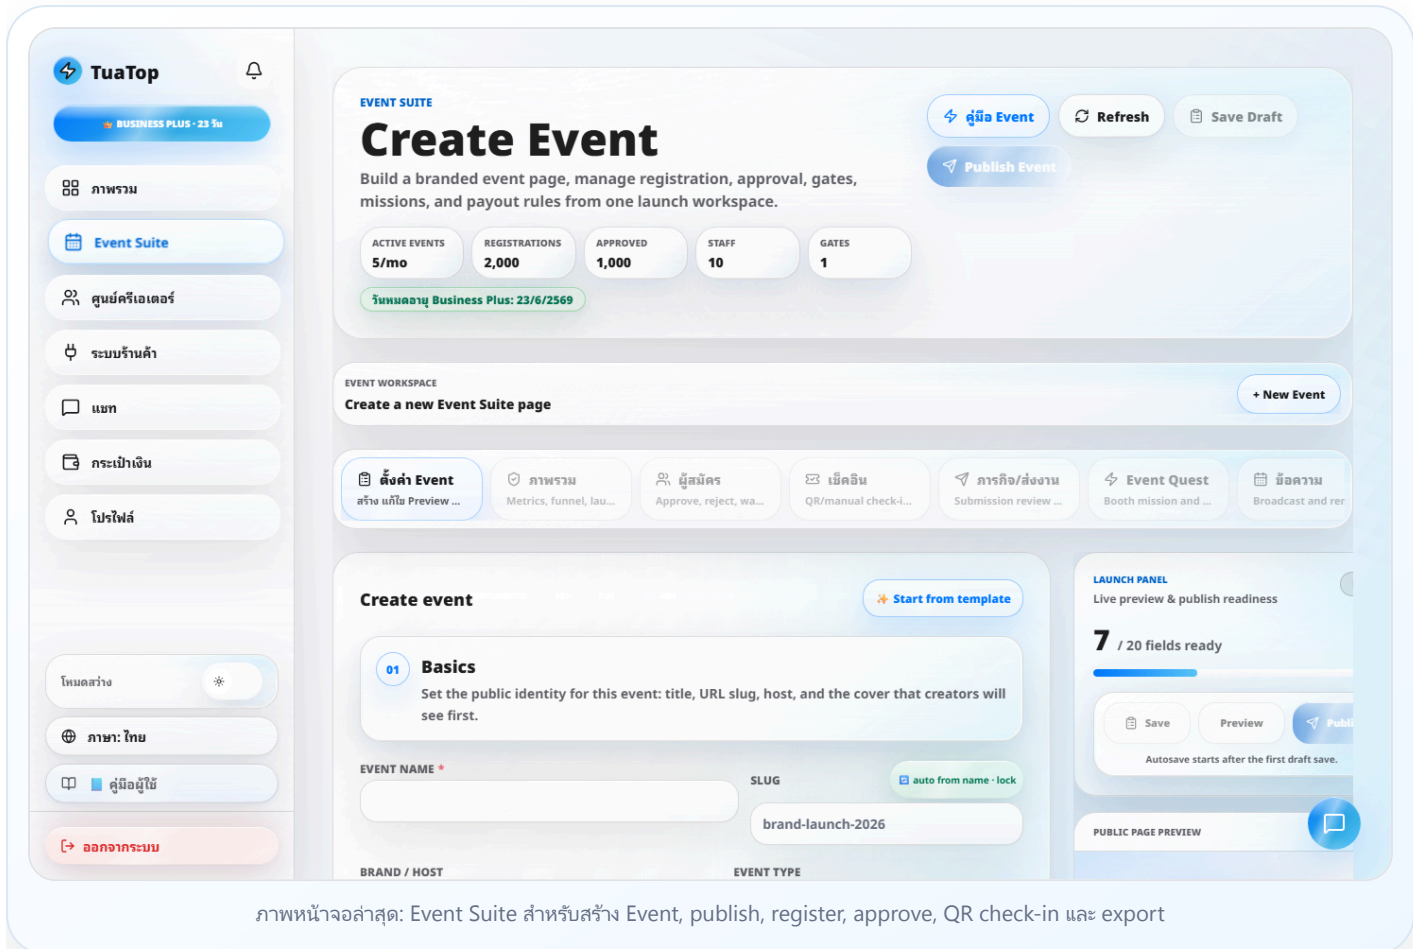 TuaTop
BUSINESS PLUS · 23 วัน
ภาพรวม
Event Suite
ศูนย์ครีเอเตอร์
ระบบร้านค้า
แชท
กระเป๋าเงิน
โปรไฟล์
โหมดสว่าง
ภาษา: ไทย
คู่มือผู้ใช้
ออกจากระบบ
EVENT SUITE
Create Event
Build a branded event page, manage registration, approval, gates,
missions, and payout rules from one launch workspace.
คู่มือ Event
Refresh
Save Draft
Publish Event
ACTIVE EVENTS
5/mo
REGISTRATIONS
2,000
APPROVED
1,000
STAFF
10
GATES
1
วันหมดอายุ Business Plus: 23/6/2569
EVENT WORKSPACE
Create a new Event Suite page
+ New Event
ตั้งค่า Event
สร้าง แก้ไข Preview ...
ภาพรวม
Metrics, funnel, lau...
ผู้สมัคร
Approve, reject, wa...
เช็คอิน
QR/manual check-i...
ภารกิจ/ส่งงาน
Submission review ...
Event Quest
Booth mission and ...
ข้อความ
Broadcast and rer
Create event
Start from template
01
Basics
Set the public identity for this event: title, URL slug, host, and the cover that creators will
see first.
EVENT NAME *
SLUG
auto from name · lock
brand-launch-2026
BRAND / HOST
EVENT TYPE
LAUNCH PANEL
Live preview & publish readiness
7 / 20 fields ready
Save
Preview
Publi
Autosave starts after the first draft save.
PUBLIC PAGE PREVIEW
ภาพหน้าจอล่าสุด: Event Suite สำหรับสร้าง Event, publish, register, approve, QR check-in และ export